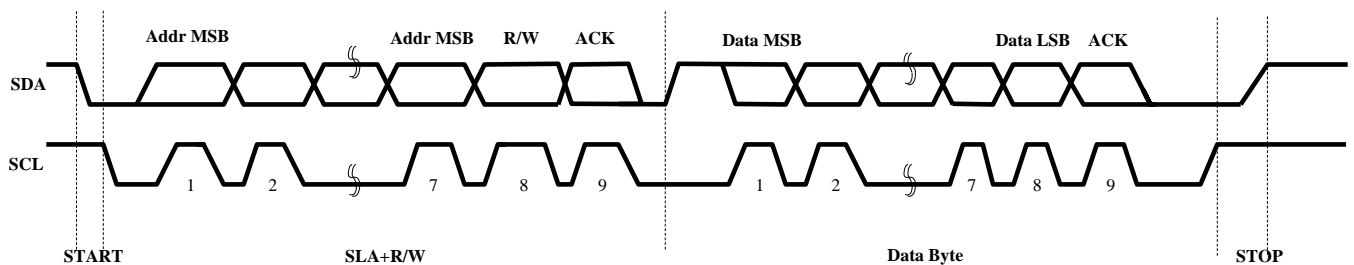 Addr MSB Addr MSB R/W ACK Data MSB Data LSB ACK
SDA
SCL
1 2 7 8 9 1 2 7 8 9
START SLA+R/W Data Byte STOP